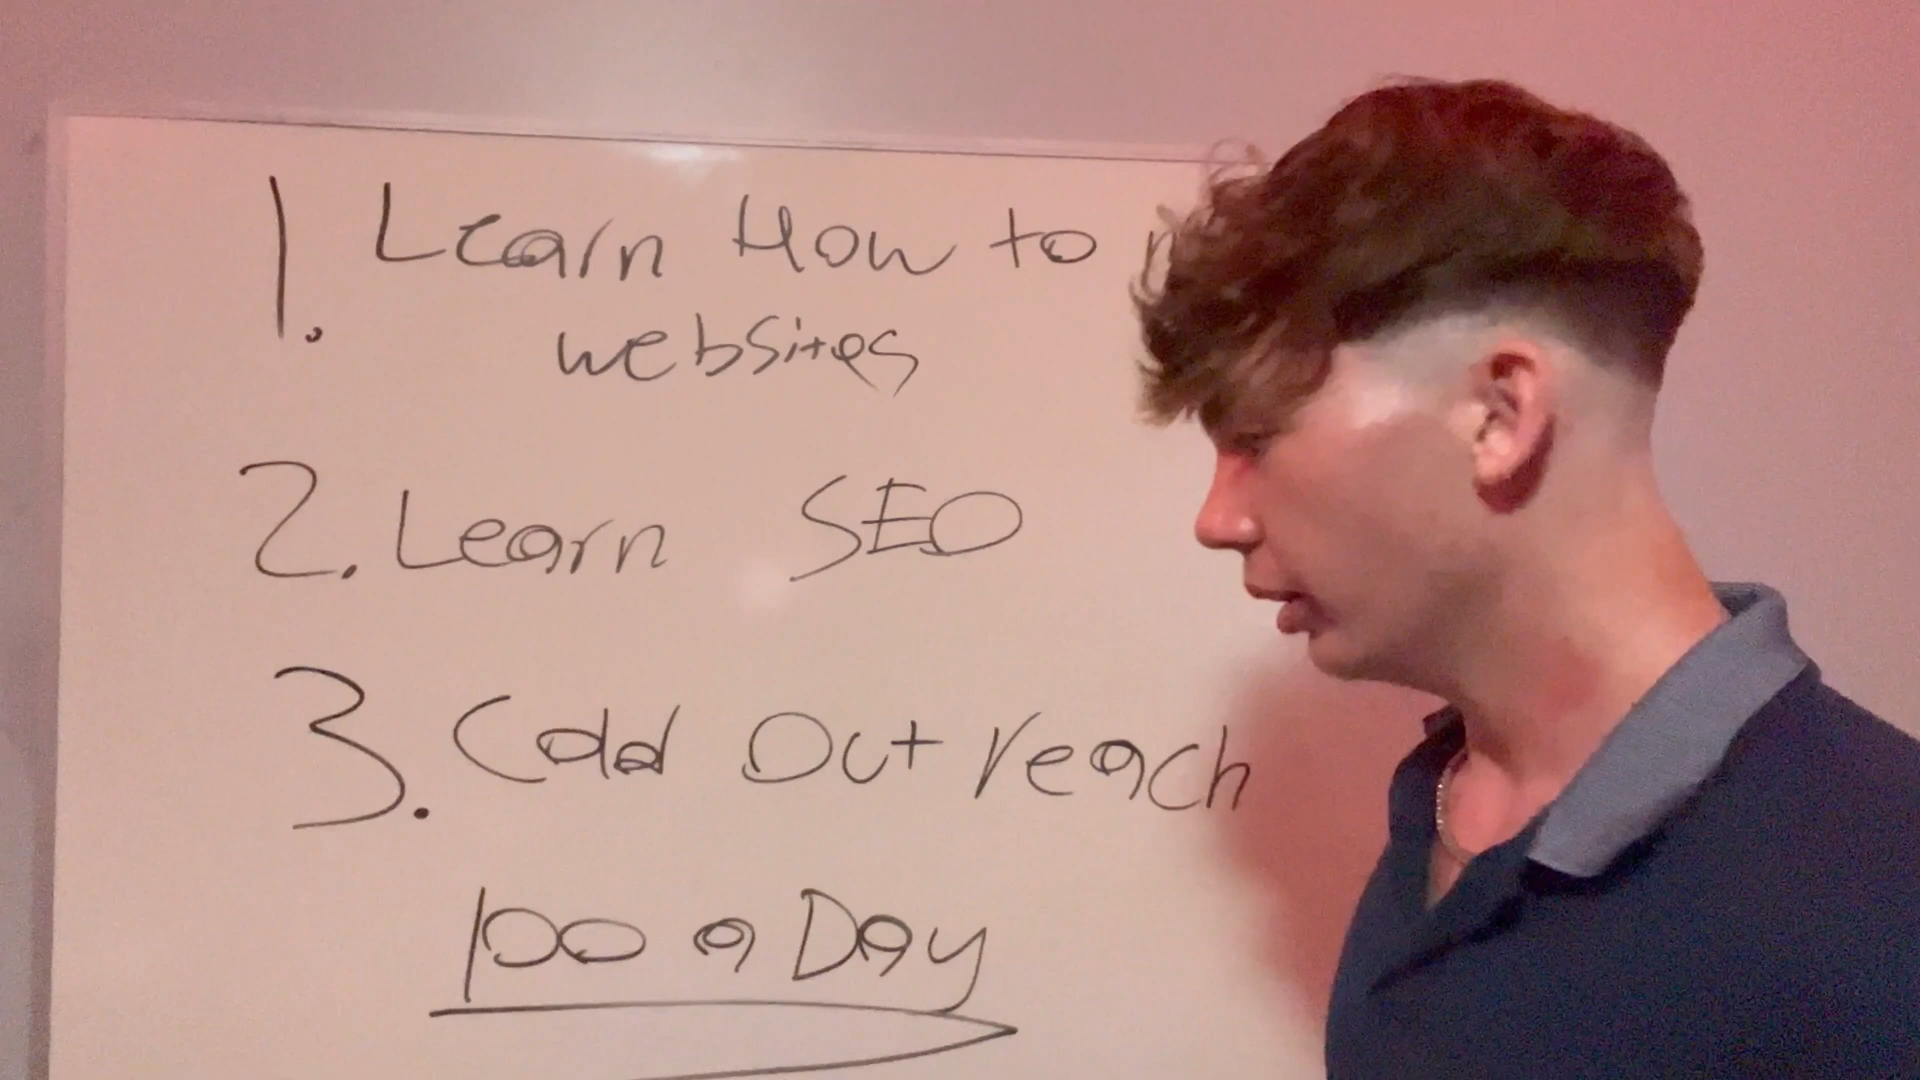 1. Learn How to
websites
2. Learn SEO
3. Cold Outreach
100 a Day